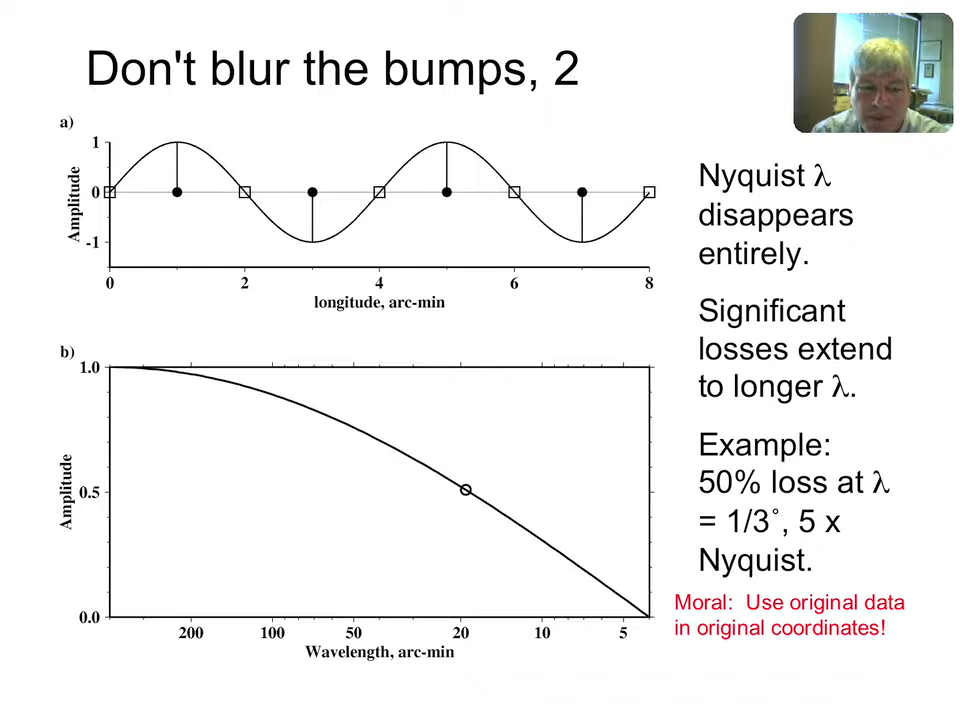 Don't blur the bumps, 2
a)
1
0
-1
Amplitude
0 2 4 6 8
longitude, arc-min
b)
1.0
0.5
0.0
Amplitude
200 100 50 20 10 5
Wavelength, arc-min
Nyquist λ
disappears
entirely.
Significant
losses extend
to longer λ.
Example:
50% loss at λ
= 1/3˚, 5 x
Nyquist.
Moral: Use original data
in original coordinates!